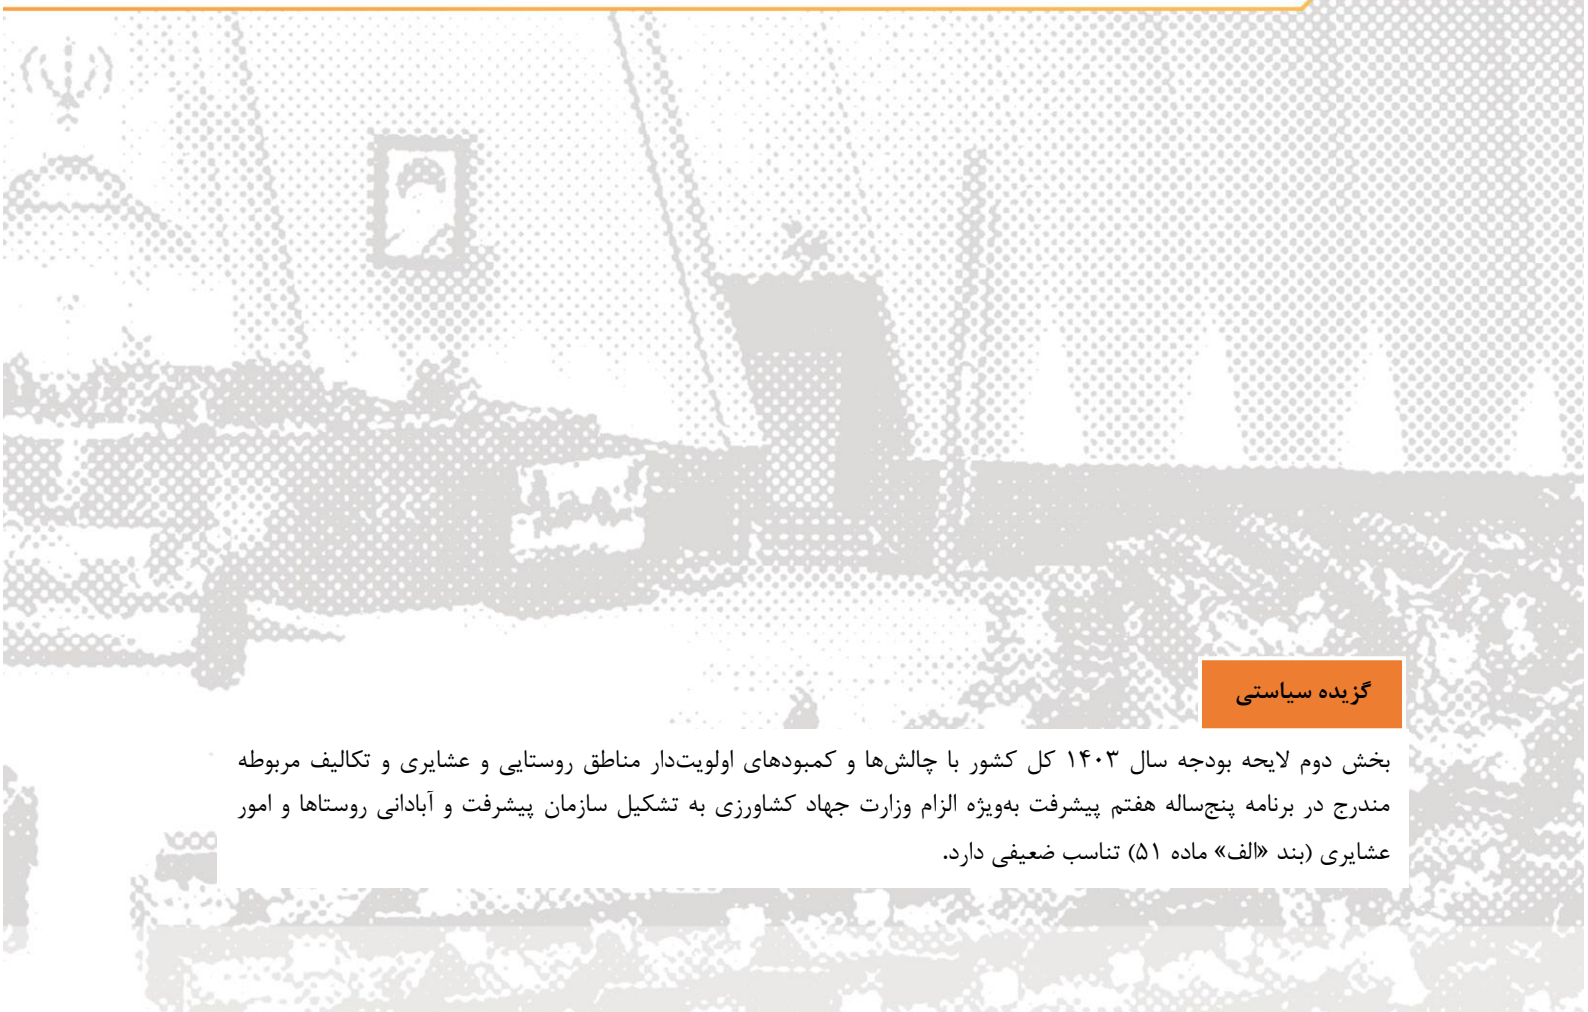 گزیده سیاستی
بخش دوم لایحه بودجه سال ۱۴۰۳ کل کشور با چالش‌ها و کمبودهای اولویت‌دار مناطق روستایی و عشایری و تکالیف مربوطه
مندرج در برنامه پنج‌ساله هفتم پیشرفت به‌ویژه الزام وزارت جهاد کشاورزی به تشکیل سازمان پیشرفت و آبادانی روستاها و امور
عشایری (بند «الف» ماده ۵۱) تناسب ضعیفی دارد.